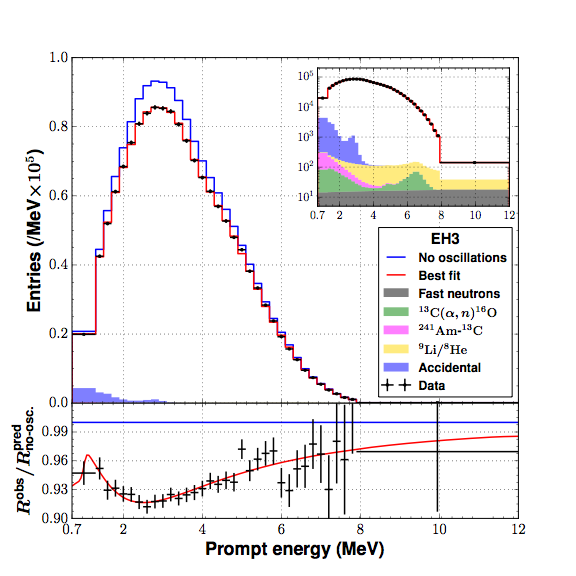 1.0
0.8
0.6
0.4
0.2
0.0
Entries (/MeV×10⁵)
10⁵
10⁴
10³
10²
10¹
0.7 2 4 6 8 10 12
EH3
No oscillations
Best fit
Fast neutrons
¹³C(α, n)¹⁶O
²⁴¹Am-¹³C
⁹Li/⁸He
Accidental
Data
0.99
0.96
0.93
0.90
R^obs / R^pred_no-osc.
0.7 2 4 6 8 10 12
Prompt energy (MeV)